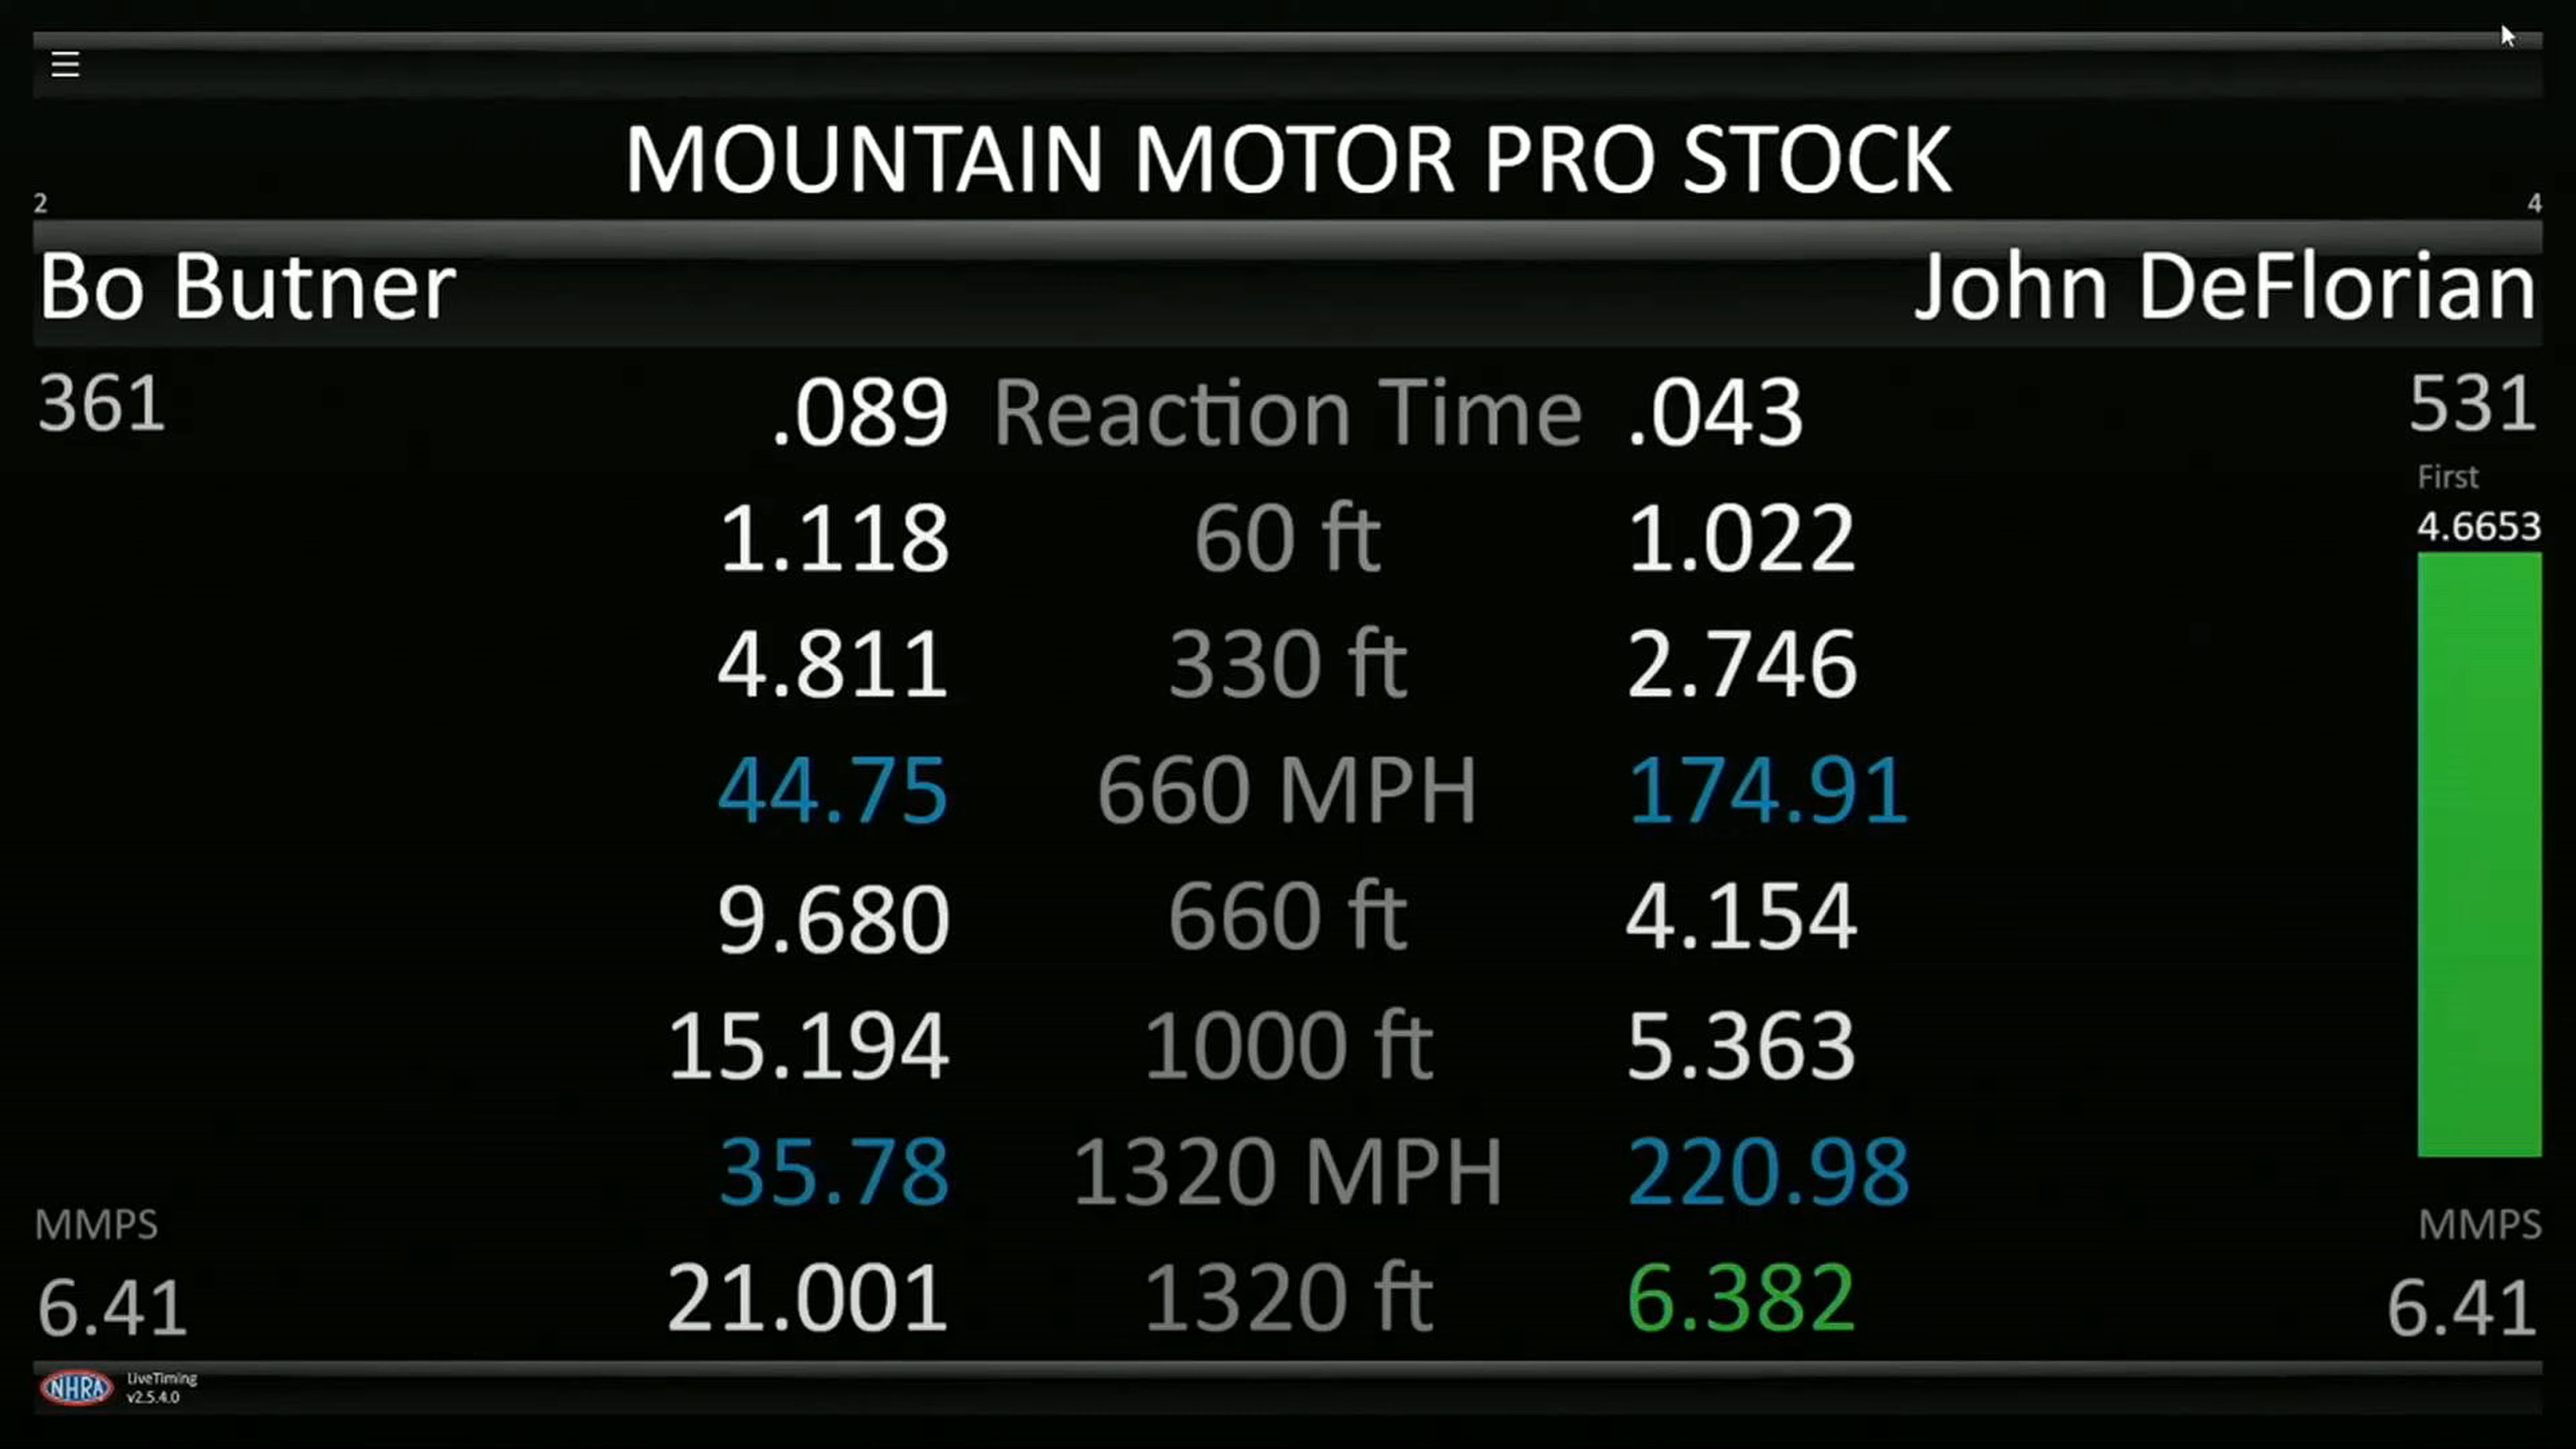 MOUNTAIN MOTOR PRO STOCK
2 4
Bo Butner John DeFlorian
361 .089 Reaction Time .043 531
First
4.6653
1.118 60 ft 1.022
4.811 330 ft 2.746
44.75 660 MPH 174.91
9.680 660 ft 4.154
15.194 1000 ft 5.363
35.78 1320 MPH 220.98
MMPS MMPS
6.41 21.001 1320 ft 6.382 6.41
NHRA LiveTiming
v2.5.4.0